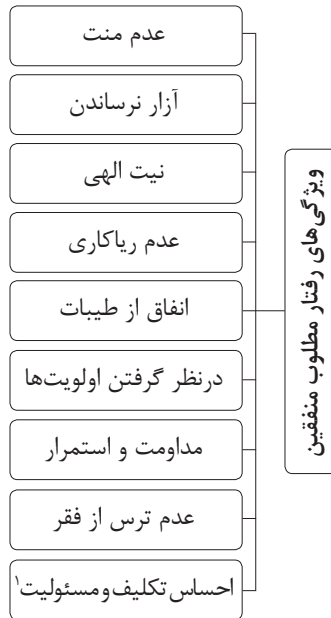 ویژگی‌های رفتار مطلوب منفقین
عدم منت
آزار نرساندن
نیت الهی
عدم ریاکاری
انفاق از طیبات
درنظر گرفتن اولویت‌ها
مداومت و استمرار
عدم ترس از فقر
احساس تکلیف و مسئولیت۱